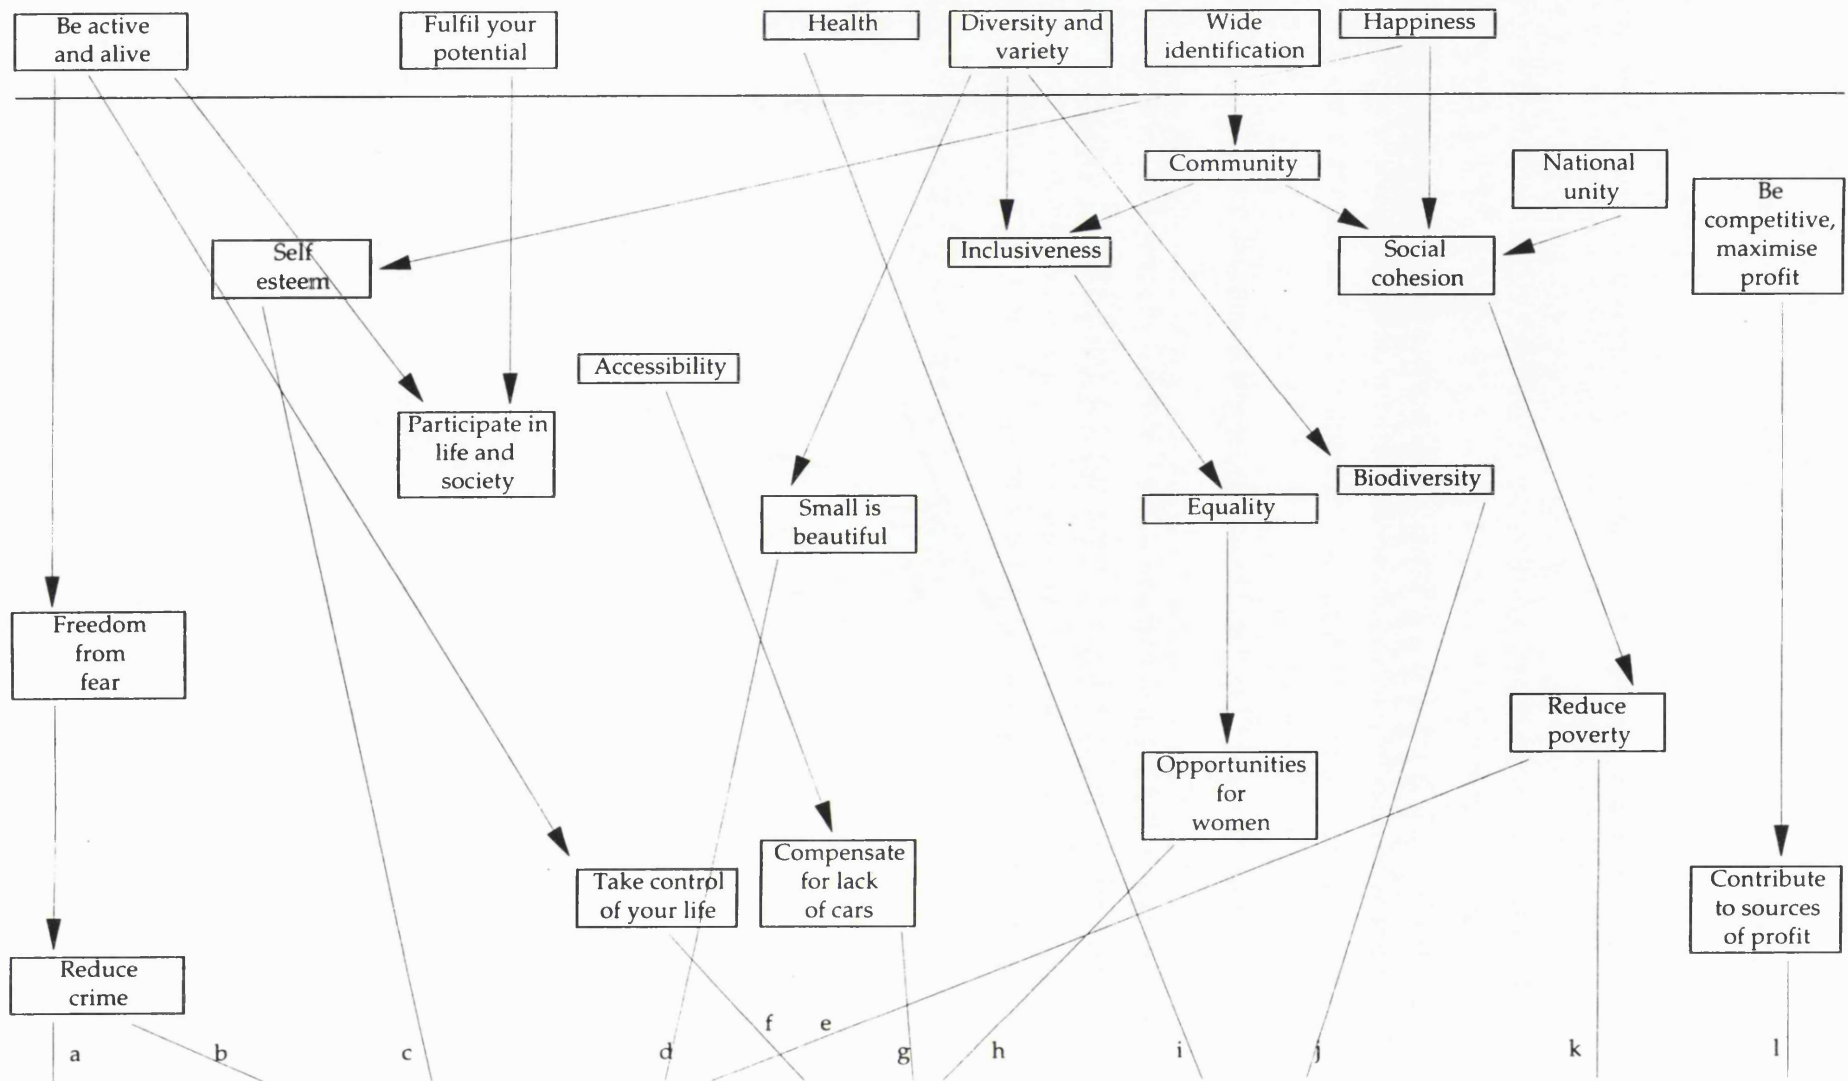 Be active
and alive
Fulfil your
potential
Health
Diversity and
variety
Wide
identification
Happiness
Community
National
unity
Be
competitive,
maximise
profit
Self
esteem
Inclusiveness
Social
cohesion
Accessibility
Participate in
life and
society
Small is
beautiful
Equality
Biodiversity
Freedom
from
fear
Reduce
poverty
Opportunities
for
women
Take control
of your life
Compensate
for lack
of cars
Contribute
to sources
of profit
Reduce
crime
a
b
c
d
f
e
g
h
i
j
k
l